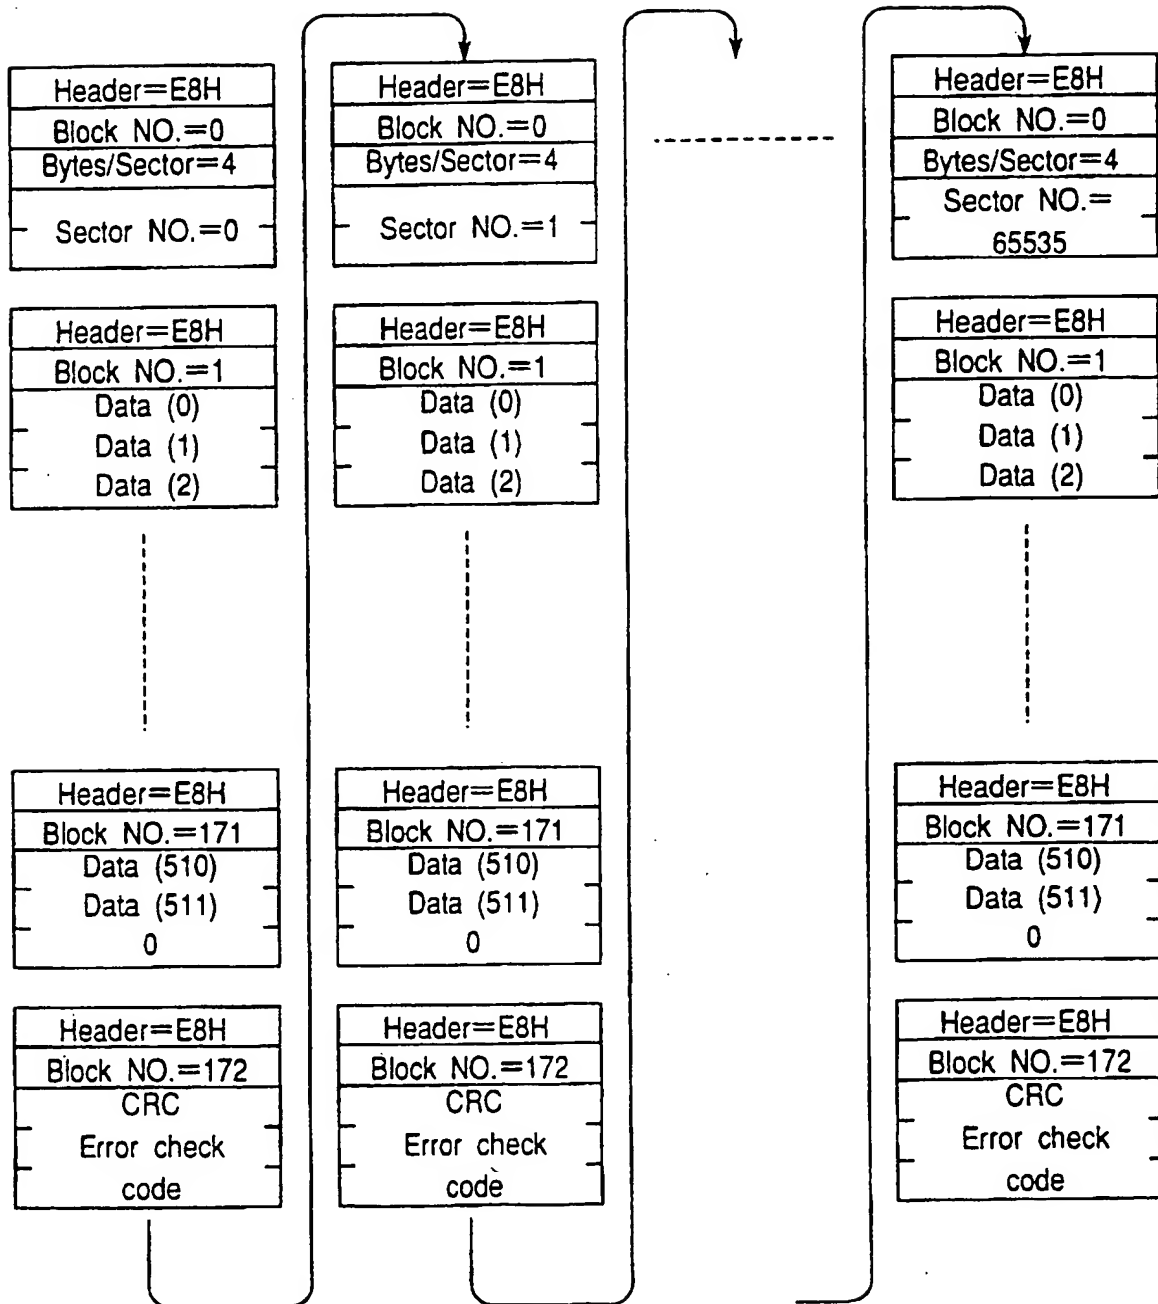 Header=E8H
Block NO.=0
Bytes/Sector=4
Sector NO.=0
Header=E8H
Block NO.=1
Data (0)
Data (1)
Data (2)
Header=E8H
Block NO.=171
Data (510)
Data (511)
0
Header=E8H
Block NO.=172
CRC
Error check
code
Header=E8H
Block NO.=0
Bytes/Sector=4
Sector NO.=1
Header=E8H
Block NO.=1
Data (0)
Data (1)
Data (2)
Header=E8H
Block NO.=171
Data (510)
Data (511)
0
Header=E8H
Block NO.=172
CRC
Error check
code
Header=E8H
Block NO.=0
Bytes/Sector=4
Sector NO.=
65535
Header=E8H
Block NO.=1
Data (0)
Data (1)
Data (2)
Header=E8H
Block NO.=171
Data (510)
Data (511)
0
Header=E8H
Block NO.=172
CRC
Error check
code